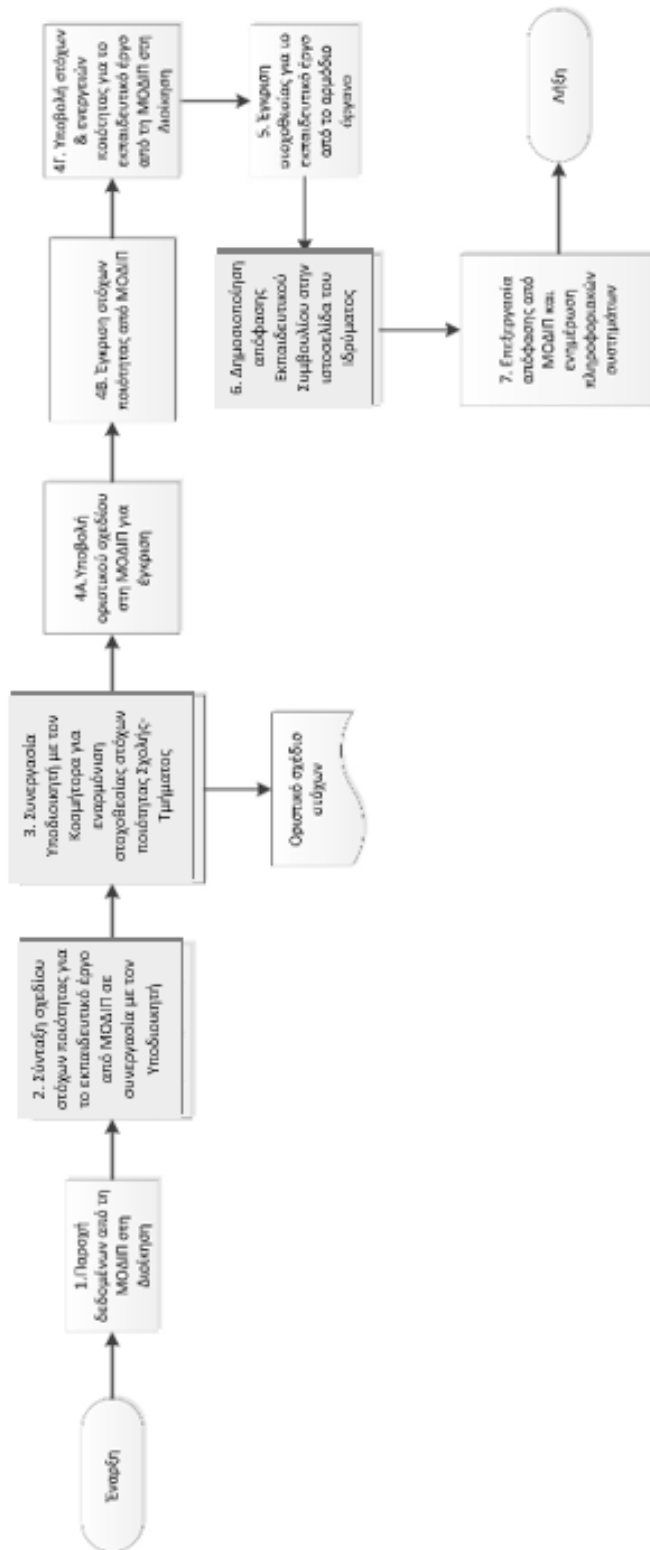 Έναρξη
1.Παροχή
δεδομένων από τη
ΜΟΔΙΠ στη
Διοίκηση
2. Σύνταξη σχεδίου
στόχων ποιότητας για
το εκπαιδευτικό έργο
από ΜΟΔΙΠ σε
συνεργασία με τον
Υποδιοικητή
3. Συνεργασία
Υποδιοικητή με τον
Κοσμήτορα για
εναρμόνιση
στοχοθεσίας στόχων
ποιότητας Σχολής-
Τμήματος
Οριστικό σχέδιο
στόχων
4Α.Υποβολή
οριστικού σχεδίου
στη ΜΟΔΙΠ για
έγκριση
4Β. Έγκριση στόχων
ποιότητας από ΜΟΔΙΠ
4Γ. Υποβολή στόχων
& ενεργειών
ποιότητας για το
εκπαιδευτικό έργο
από τη ΜΟΔΙΠ στη
Διοίκηση
5. Έγκριση
στοχοθεσίας για το
εκπαιδευτικό έργο
από το αρμόδιο
όργανο
6. Δημοσιοποίηση
απόφασης
Εκπαιδευτικού
Συμβουλίου στην
ιστοσελίδα του
Ιδρύματος
7. Επεξεργασία
απόφασης από
ΜΟΔΙΠ και
ενημέρωση
πληροφοριακών
συστημάτων
Λήξη